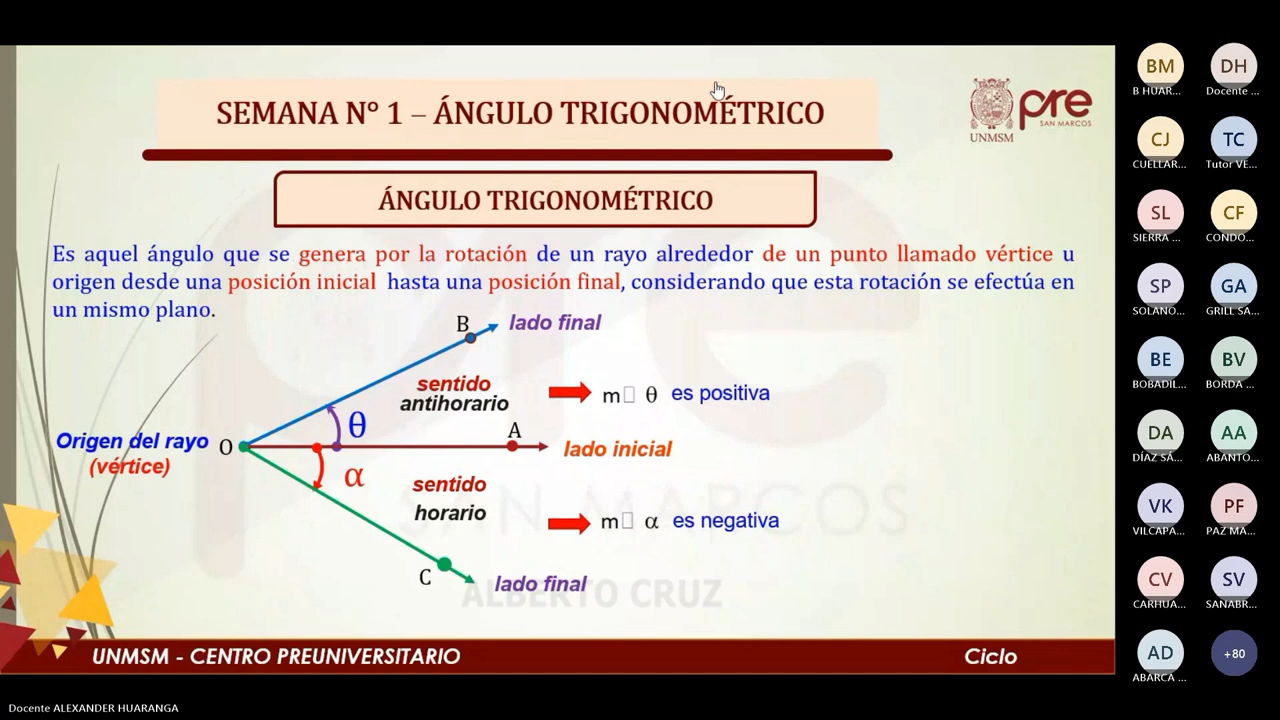 SEMANA N° 1 – ÁNGULO TRIGONOMÉTRICO
UNMSM
pre
SAN MARCOS
ÁNGULO TRIGONOMÉTRICO
Es aquel ángulo que se genera por la rotación de un rayo alrededor de un punto llamado vértice u
origen desde una posición inicial hasta una posición final, considerando que esta rotación se efectúa en
un mismo plano.
B lado final
sentido
antihorario
m□ θ es positiva
θ
Origen del rayo
(vértice)
O
A
lado inicial
α
sentido
horario
m□ α es negativa
C
lado final
SAN MARCOS
ALBERTO CRUZ
UNMSM - CENTRO PREUNIVERSITARIO
Ciclo
BM DH
B HUAR... Docente ...
CJ TC
CUELLAR... Tutor VE...
SL CF
SIERRA ... CONDO...
SP GA
SOLANO... GRILL SA...
BE BV
BOBADIL... BORDA ...
DA AA
DÍAZ SÁ... ABANTO...
VK PF
VILCAPA... PAZ MA...
CV SV
CARHUA... SANABR...
AD +80
ABARCA ...
Docente ALEXANDER HUARANGA